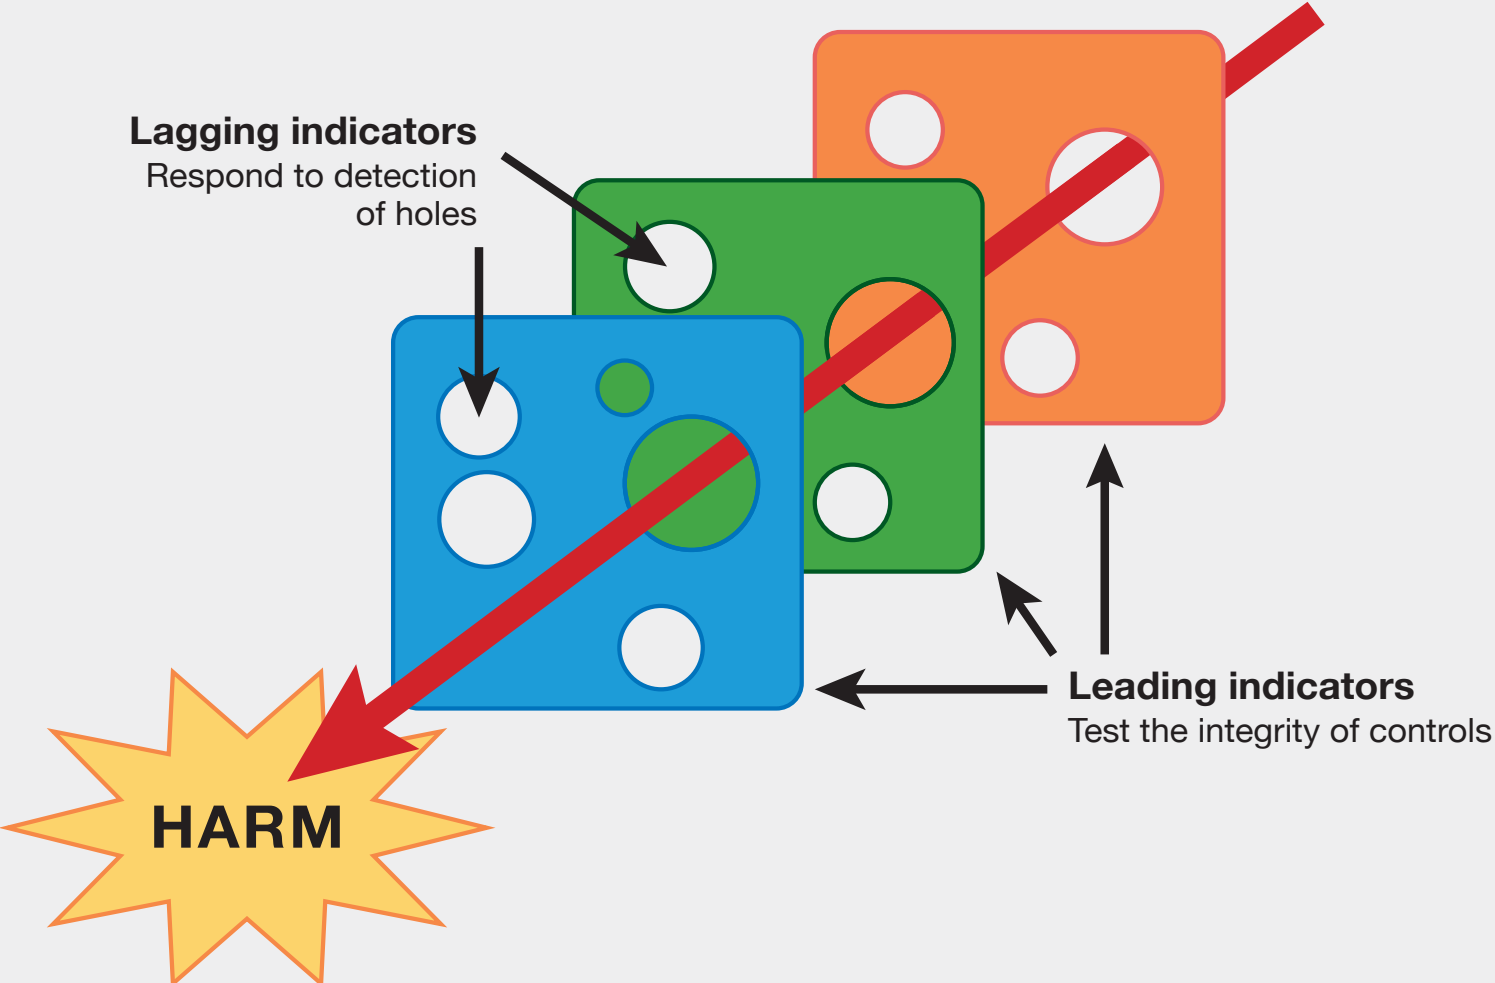 Lagging indicators
Respond to detection
of holes
Leading indicators
Test the integrity of controls
HARM